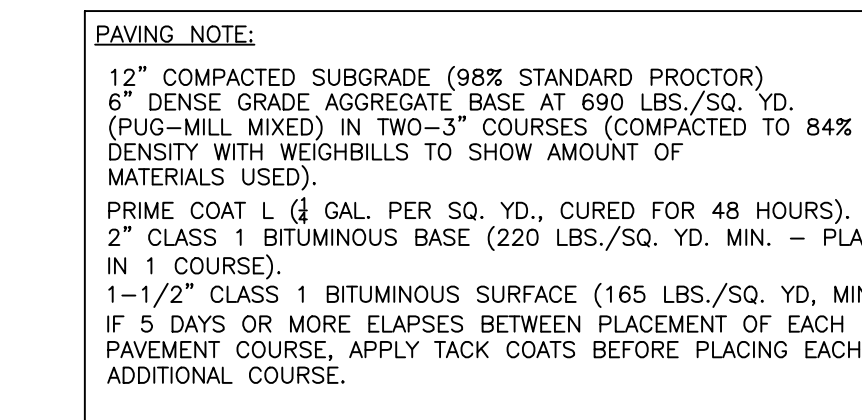 PAVING NOTE:
12" COMPACTED SUBGRADE (98% STANDARD PROCTOR)
6" DENSE GRADE AGGREGATE BASE AT 690 LBS./SQ. YD.
(PUG-MILL MIXED) IN TWO-3" COURSES (COMPACTED TO 84%
DENSITY WITH WEIGHBILLS TO SHOW AMOUNT OF
MATERIALS USED).
PRIME COAT L (¼ GAL. PER SQ. YD., CURED FOR 48 HOURS).
2" CLASS 1 BITUMINOUS BASE (220 LBS./SQ. YD. MIN. -
IN 1 COURSE).
1-1/2" CLASS 1 BITUMINOUS SURFACE (165 LBS./SQ. YD,
IF 5 DAYS OR MORE ELAPSES BETWEEN PLACEMENT OF EACH
PAVEMENT COURSE, APPLY TACK COATS BEFORE PLACING EACH
ADDITIONAL COURSE.